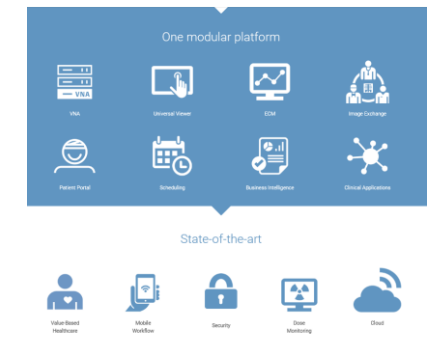 One modular platform
VNA
VNA
Universal Viewer
ECM
Image Exchange
Patient Portal
Scheduling
Business Intelligence
Clinical Applications
State-of-the-art
Value-Based
Healthcare
Mobile
Workflow
Security
Dose
Monitoring
Cloud